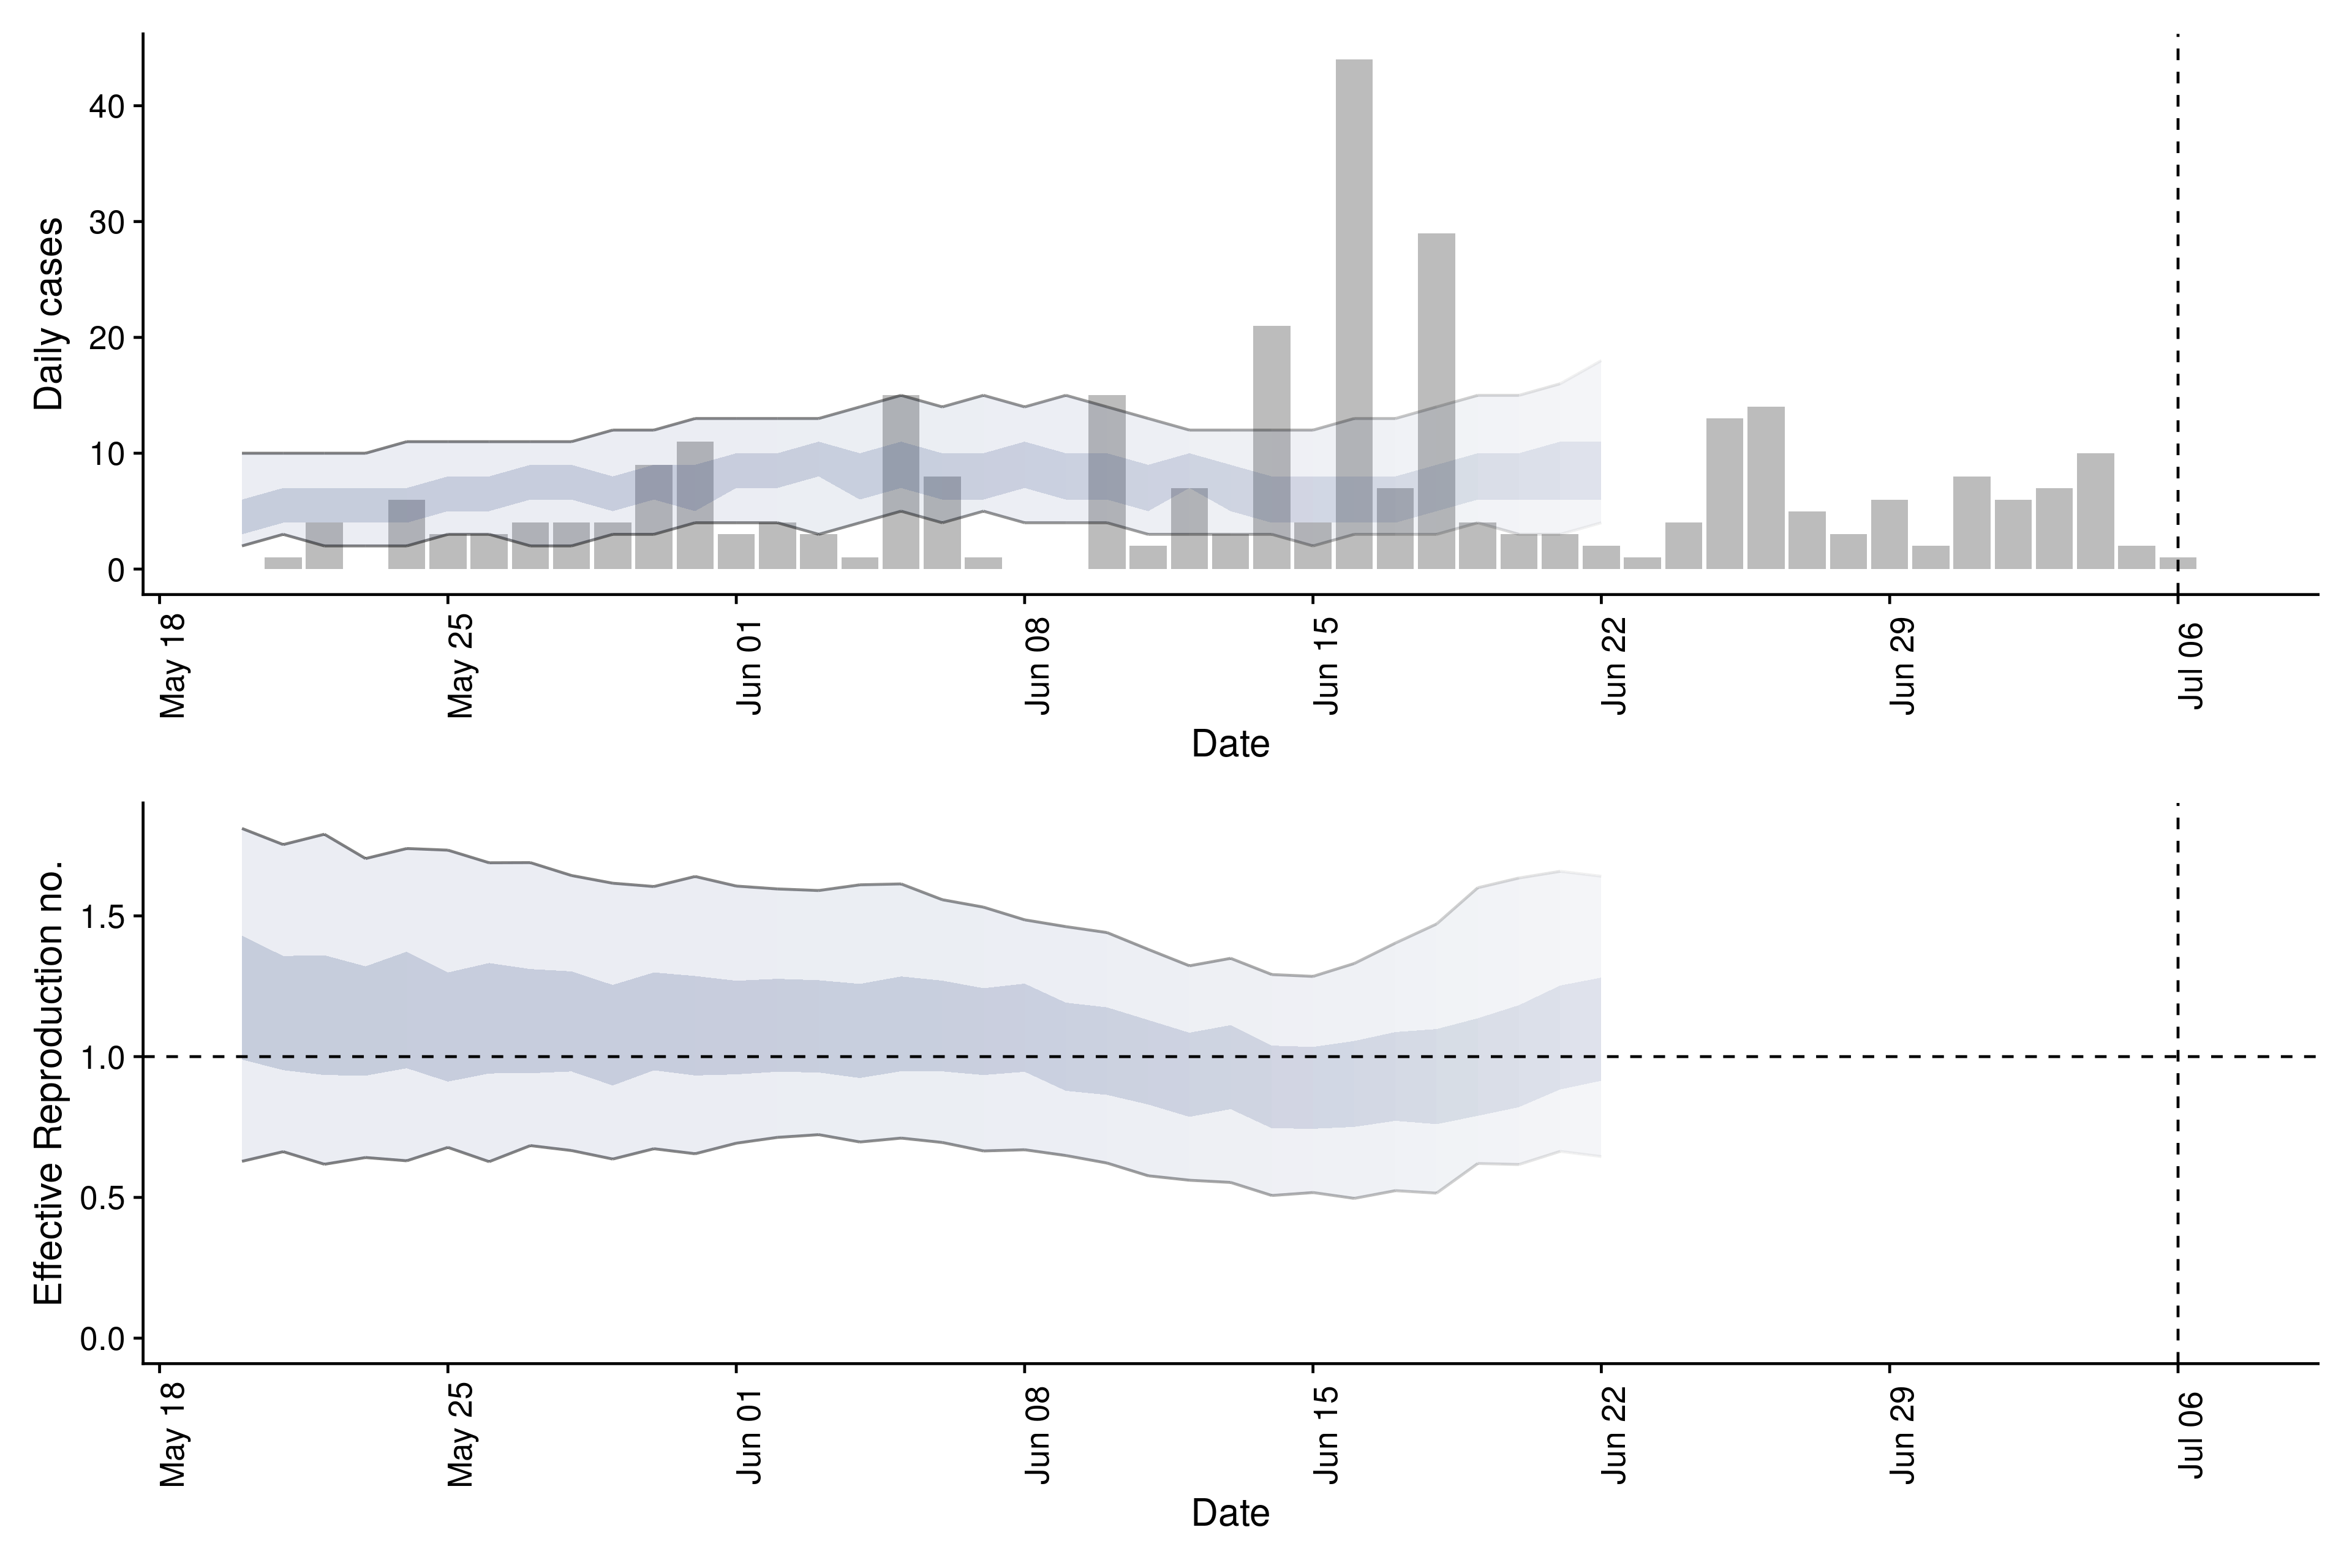 Daily cases
40
30
20
10
0
May 18
May 25
Jun 01
Jun 08
Jun 15
Jun 22
Jun 29
Jul 06
Date
Effective Reproduction no.
1.5
1.0
0.5
0.0
May 18
May 25
Jun 01
Jun 08
Jun 15
Jun 22
Jun 29
Jul 06
Date